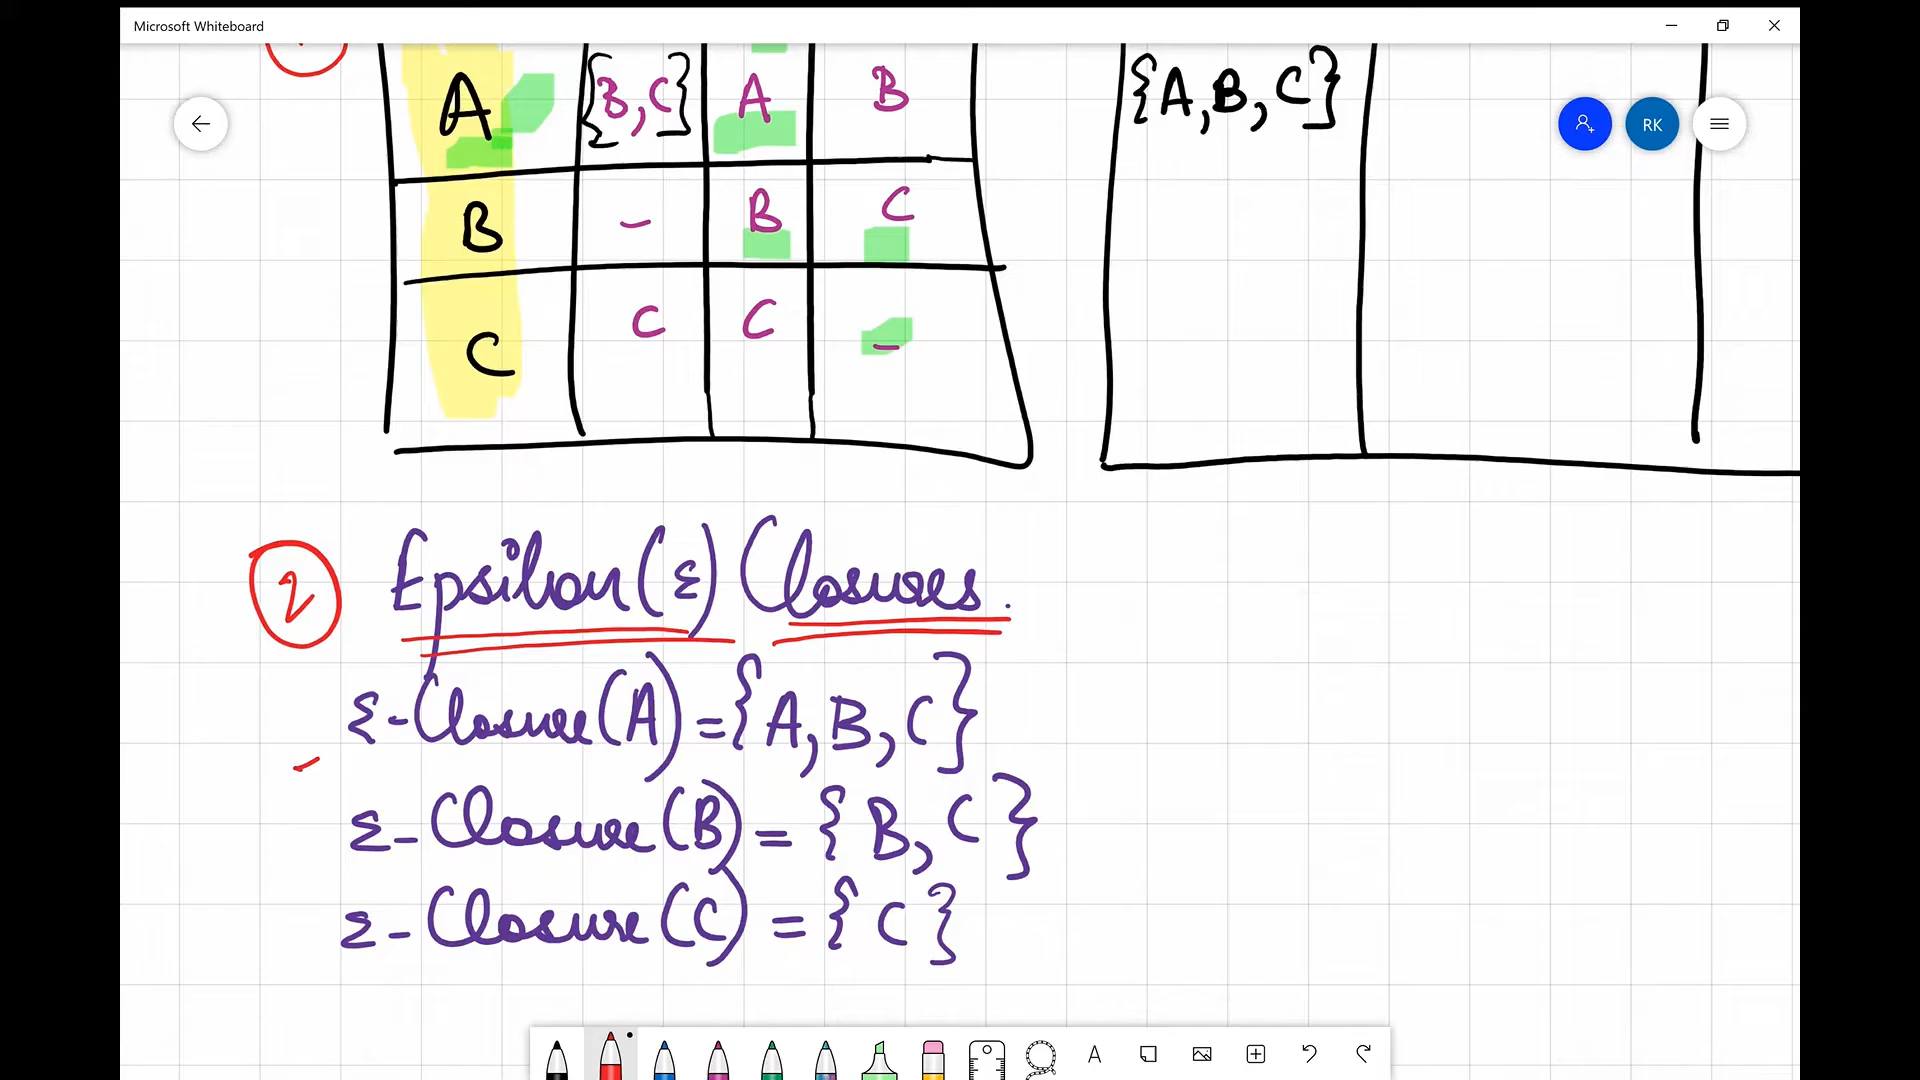 Microsoft Whiteboard
A {B,C} A B
{A,B,C}
RK
B - B C
C C C -
2 Epsilon(ε) Closures.
ε-Closure(A)={A,B,C}
ε-Closure(B)={B,C}
ε-Closure(C)={C}
A